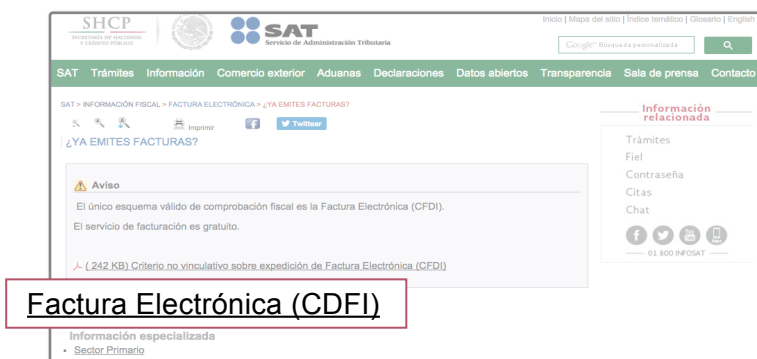 Inicio | Mapa del sitio | Índice temático | Glosario | English
SHCP
SECRETARÍA DE HACIENDA
Y CRÉDITO PÚBLICO
SAT
Servicio de Administración Tributaria
Google™ Búsqueda personalizada
SAT Trámites Información Comercio exterior Aduanas Declaraciones Datos abiertos Transparencia Sala de prensa Contacto
SAT > INFORMACIÓN FISCAL > FACTURA ELECTRÓNICA > ¿YA EMITES FACTURAS?
Imprimir Twittear
¿YA EMITES FACTURAS?
Aviso
El único esquema válido de comprobación fiscal es la Factura Electrónica (CFDI).
El servicio de facturación es gratuito.
( 242 KB) Criterio no vinculativo sobre expedición de Factura Electrónica (CFDI)
Factura Electrónica (CDFI)
Información especializada
Sector Primario
Información
relacionada
Trámites
Fiel
Contraseña
Citas
Chat
01 800 INFOSAT